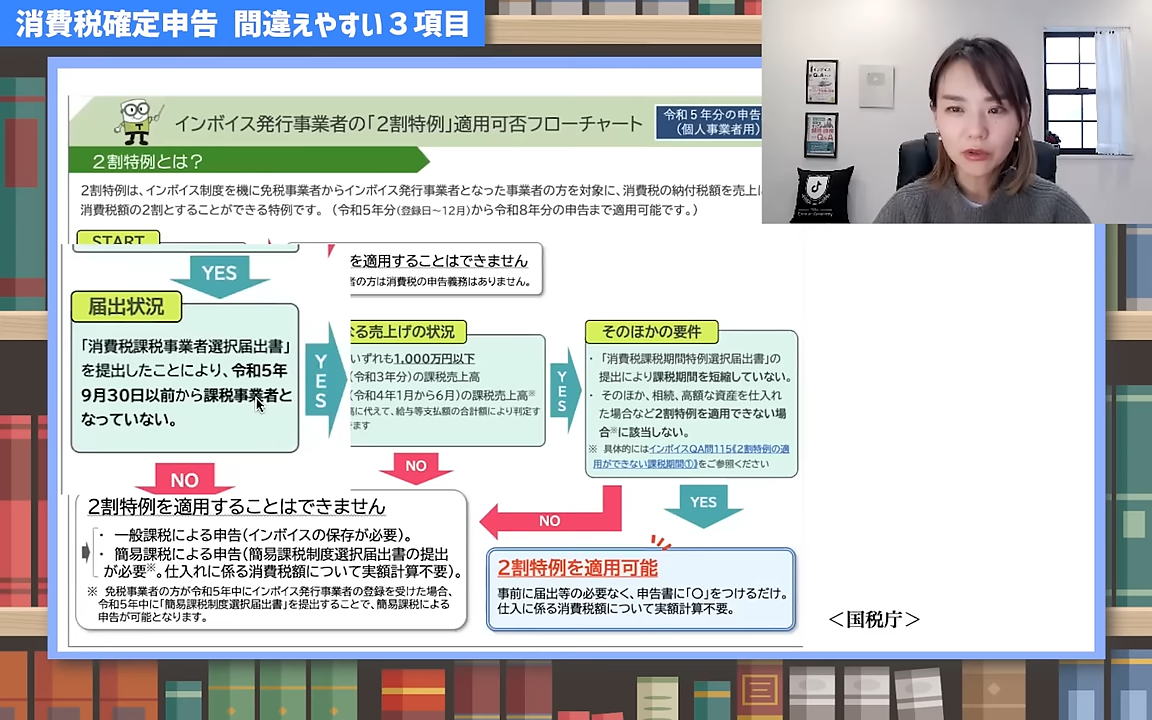 消費税確定申告 間違えやすい３項目
インボイス発行事業者の「2割特例」適用可否フローチャート
令和５年分の申告
（個人事業者用）
2割特例とは？
2割特例は、インボイス制度を機に免税事業者からインボイス発行事業者となった事業者の方を対象に、消費税の納付税額を売上
消費税額の2割とすることができる特例です。（令和5年分(登録日～12月)から令和8年分の申告まで適用可能です。）
START
YES
を適用することはできません
者の方は消費税の申告義務はありません。
届出状況
「消費税課税事業者選択届出書」
を提出したことにより、令和5年
9月30日以前から課税事業者と
なっていない。
YES
なる売上げの状況
いずれも1,000万円以下
（令和3年分）の課税売上高
（令和4年1月から6月）の課税売上高※
高に代えて、給与等支払額の合計額により判定す
ます
YES
そのほかの要件
・「消費税課税期間特例選択届出書」の
提出により課税期間を短縮していない。
・ そのほか、相続、高額な資産を仕入れ
た場合など2割特例を適用できない場
合※に該当しない。
※ 具体的にはインボイスQA問115《2割特例の適
用ができない課税期間①》をご参照ください
NO
NO
NO
YES
2割特例を適用することはできません
・ 一般課税による申告（インボイスの保存が必要）。
・ 簡易課税による申告（簡易課税制度選択届出書の提出
が必要※。仕入れに係る消費税額について実額計算不要）。
※ 免税事業者の方が令和5年中にインボイス発行事業者の登録を受けた場合、
令和5年中に「簡易課税制度選択届出書」を提出することで、簡易課税による
申告が可能となります。
2割特例を適用可能
事前に届出等の必要なく、申告書に「○」をつけるだけ。
仕入に係る消費税額について実額計算不要。
＜国税庁＞